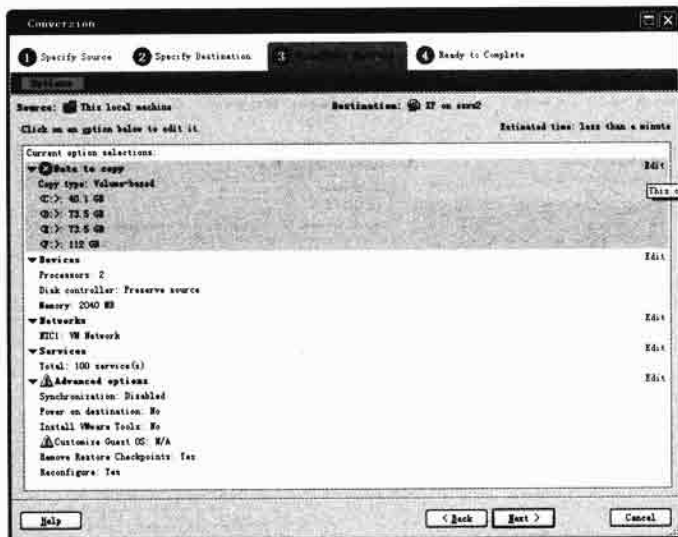 Conversion
1 Specify Source 2 Specify Destination 3 4 Ready to Complete
Options
Source: This local machine Destination: XP on
Click on an option below to edit it Estimated time: less than a minute
Current option selections:
Data to copy Edit
Copy type: Volume-based This
<C:>: 40.1 GB
73.5 GB
73.5 GB
<F:>: 112 GB
Devices Edit
Processors: 2
Disk controller: Preserve source
Memory: 2040 MB
Networks Edit
NIC1: VM Network
Services Edit
Total: 100 service(s)
Advanced options Edit
Synchronization: Disabled
Power on destination: No
Install VMware Tools: No
Customize Guest OS: N/A
Remove Restore Checkpoints: Yes
Reconfigure: Yes
Help < Back Next > Cancel